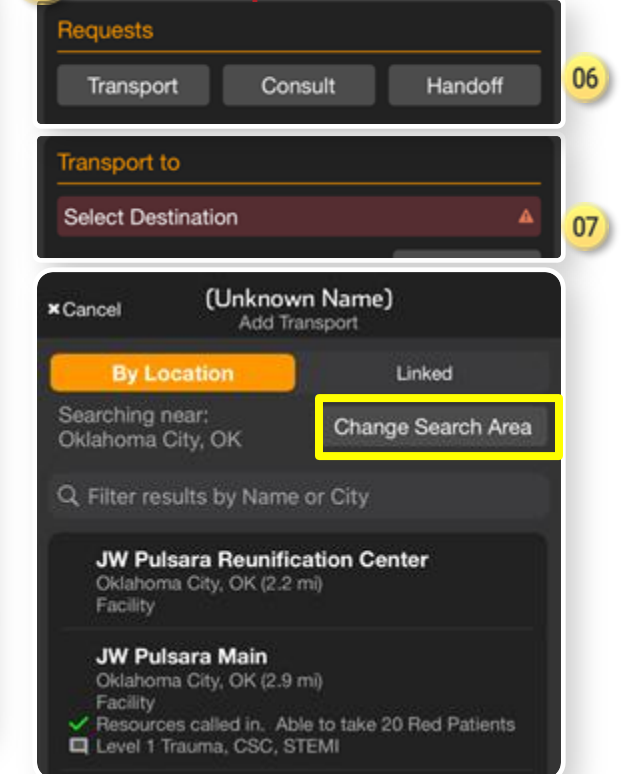 Requests
Transport Consult Handoff
06
Transport to
Select Destination
07
×Cancel (Unknown Name)
Add Transport
By Location Linked
Searching near:
Oklahoma City, OK
Change Search Area
Filter results by Name or City
JW Pulsara Reunification Center
Oklahoma City, OK (2.2 mi)
Facility
JW Pulsara Main
Oklahoma City, OK (2.9 mi)
Facility
Resources called in. Able to take 20 Red Patients
Level 1 Trauma, CSC, STEMI